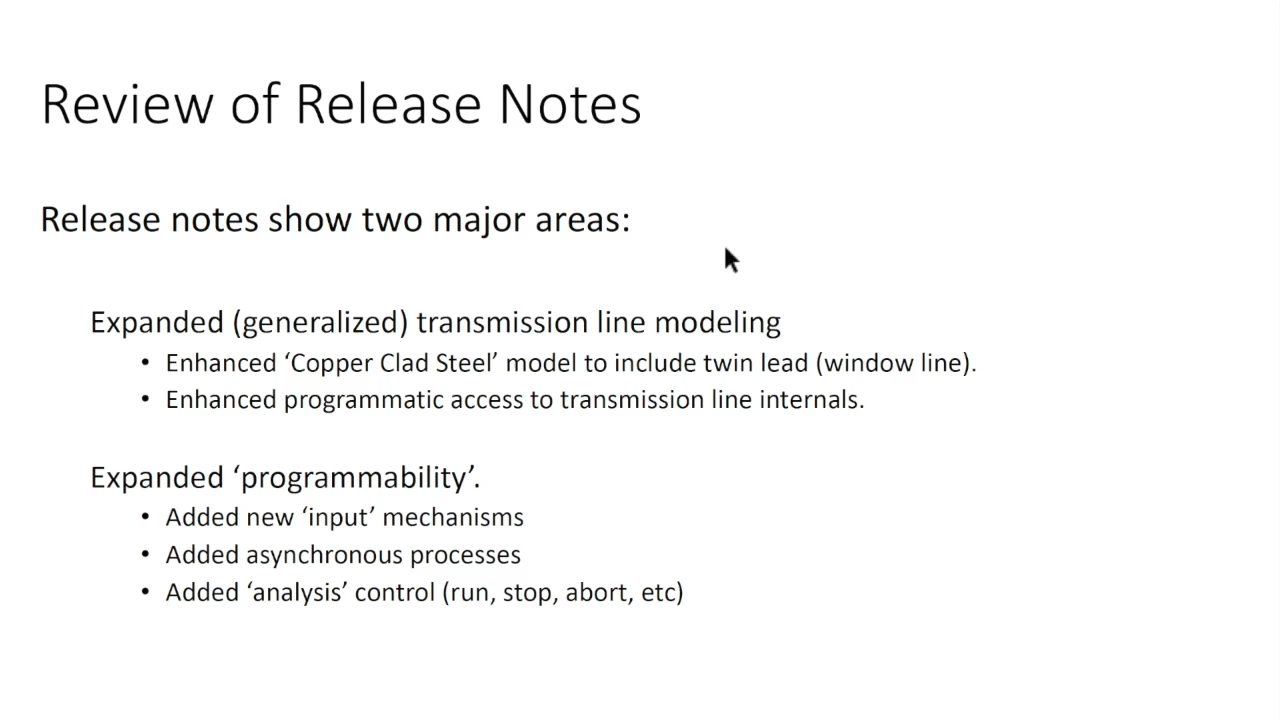 Review of Release Notes
Release notes show two major areas:
Expanded (generalized) transmission line modeling
• Enhanced ‘Copper Clad Steel’ model to include twin lead (window line).
• Enhanced programmatic access to transmission line internals.
Expanded ‘programmability’.
• Added new ‘input’ mechanisms
• Added asynchronous processes
• Added ‘analysis’ control (run, stop, abort, etc)